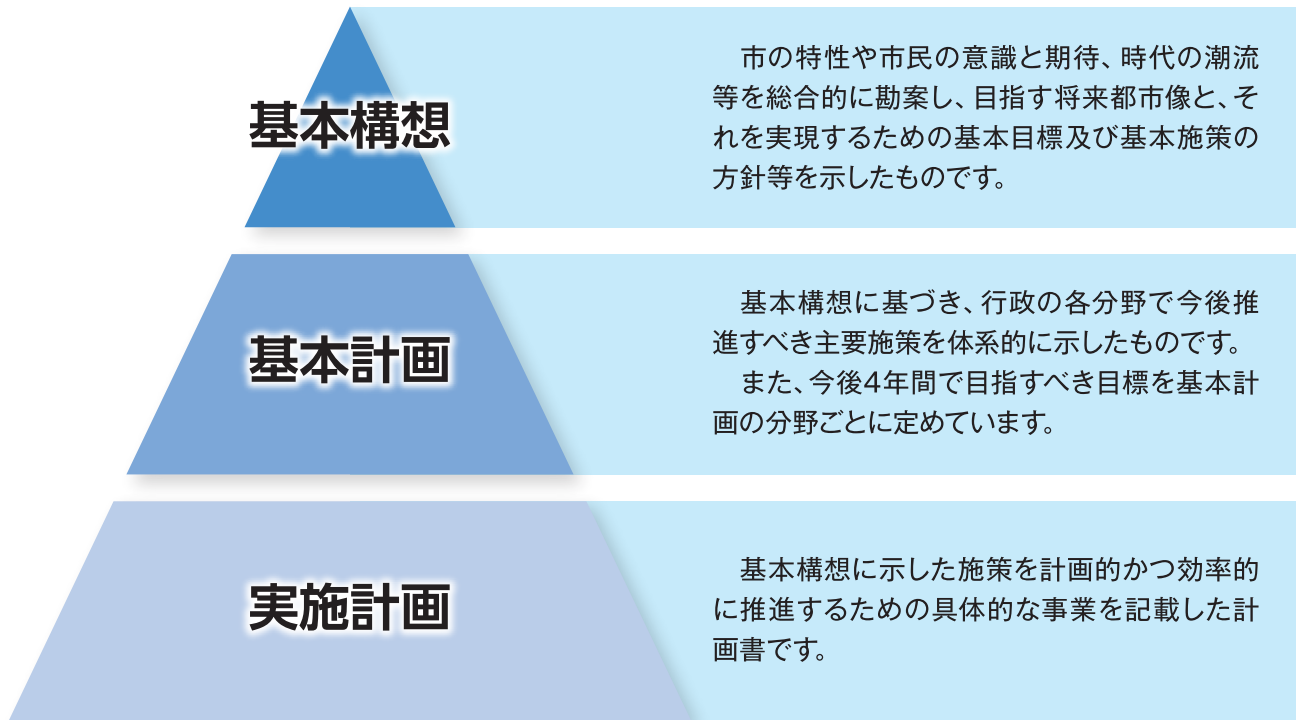 基本構想
　市の特性や市民の意識と期待、時代の潮流
等を総合的に勘案し、目指す将来都市像と、そ
れを実現するための基本目標及び基本施策の
方針等を示したものです。
基本計画
　基本構想に基づき、行政の各分野で今後推
進すべき主要施策を体系的に示したものです。
　また、今後4年間で目指すべき目標を基本計
画の分野ごとに定めています。
実施計画
　基本構想に示した施策を計画的かつ効率的
に推進するための具体的な事業を記載した計
画書です。